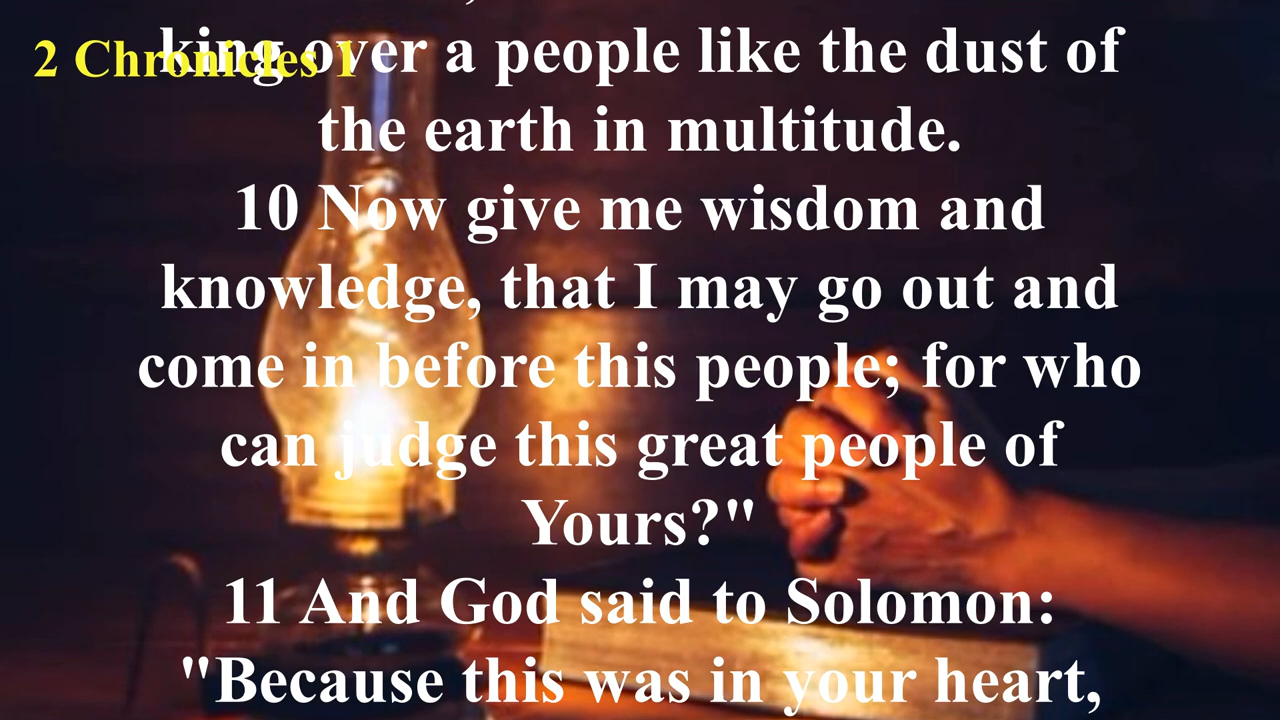 2 Chronicles 1
king over a people like the dust of
the earth in multitude.
10 Now give me wisdom and
knowledge, that I may go out and
come in before this people; for who
can judge this great people of
Yours?"
11 And God said to Solomon:
"Because this was in your heart,